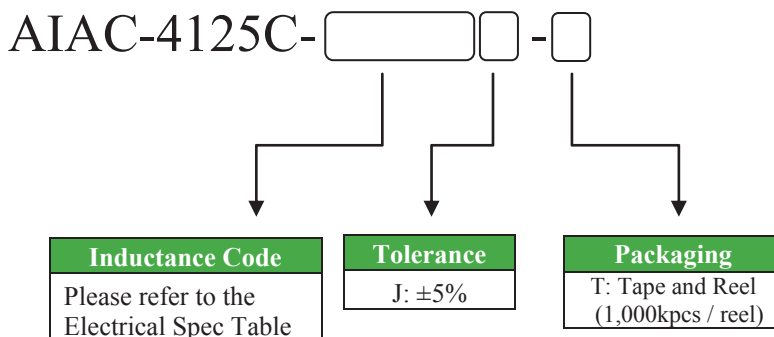 AIAC-4125C- -
Inductance Code
Please refer to the
Electrical Spec Table
Tolerance
J: ±5%
Packaging
T: Tape and Reel
(1,000kpcs / reel)